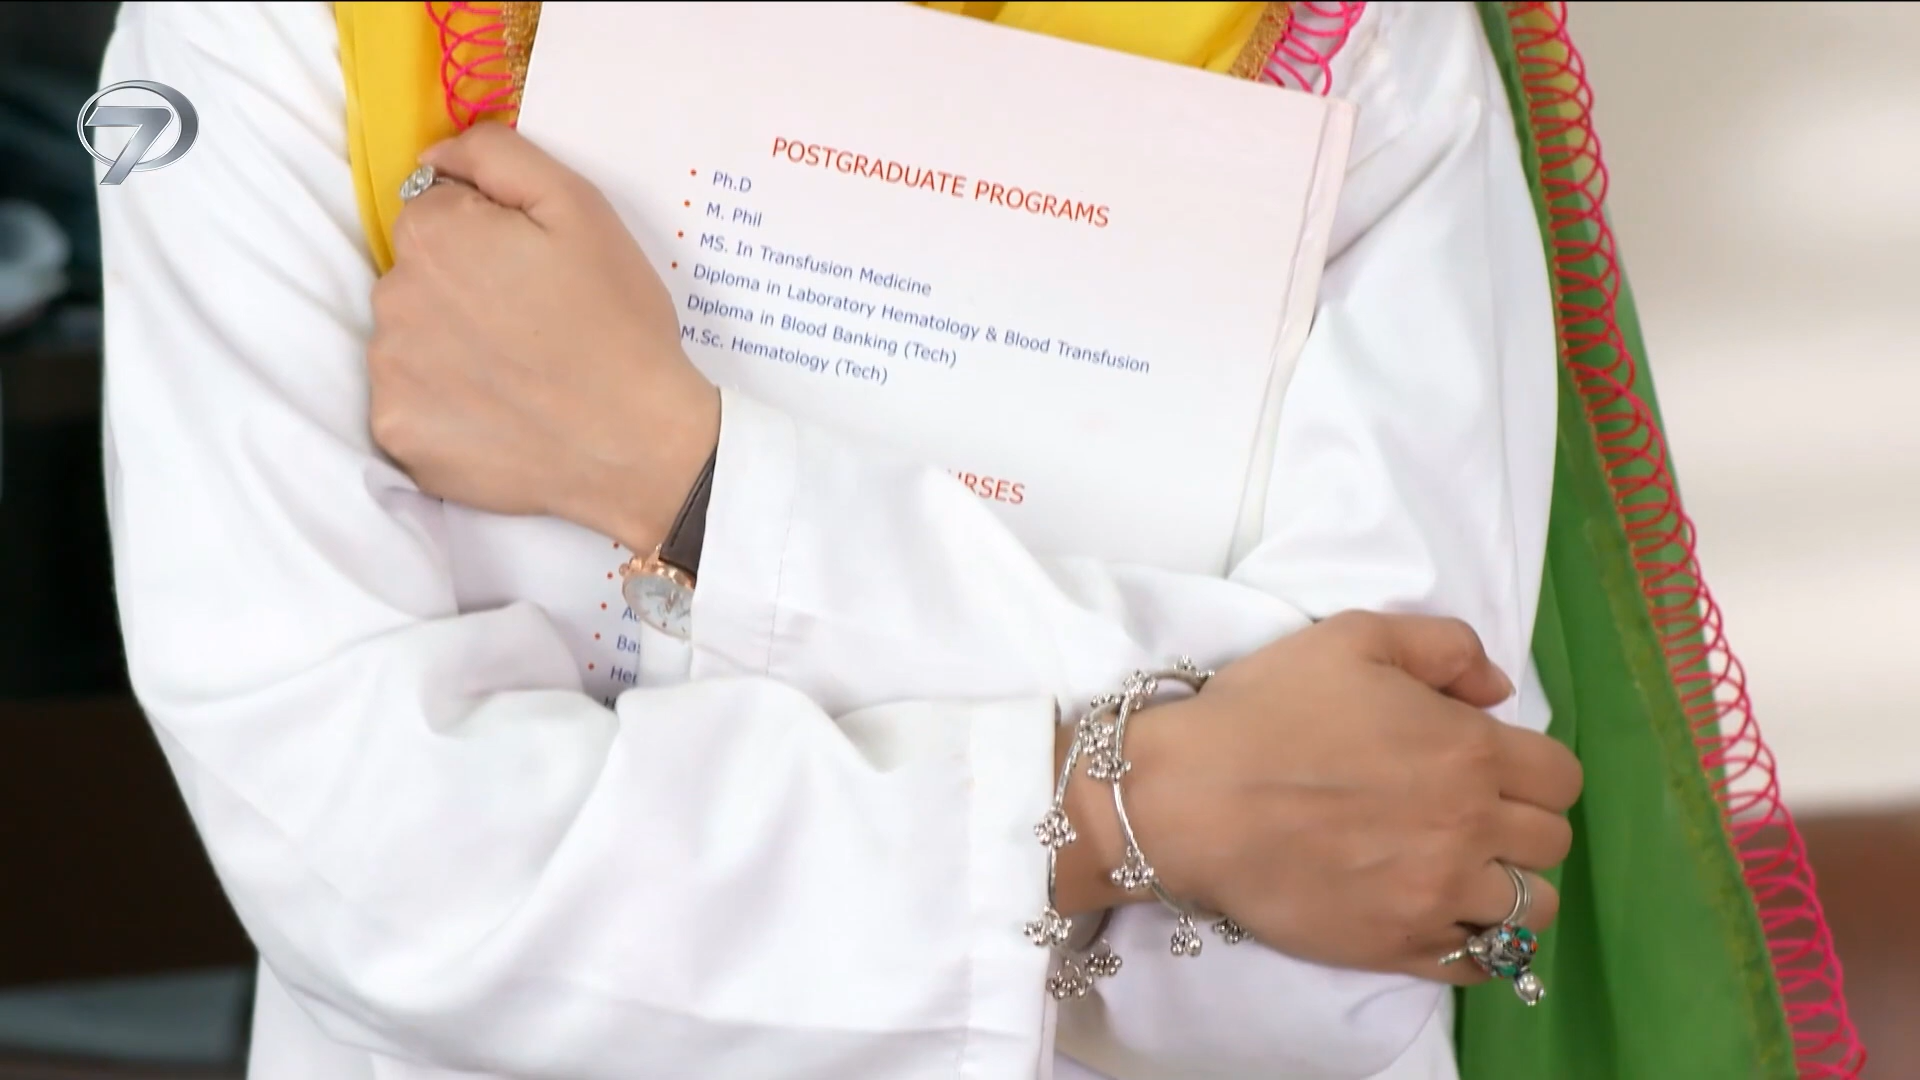 7
POSTGRADUATE PROGRAMS
• Ph.D
• M. Phil
• MS. In Transfusion Medicine
• Diploma in Laboratory Hematology & Blood Transfusion
Diploma in Blood Banking (Tech)
M.Sc. Hematology (Tech)